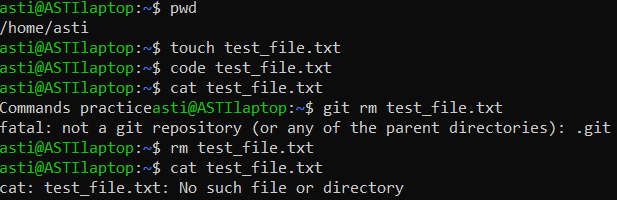 asti@ASTIlaptop:~$ pwd
/home/asti
asti@ASTIlaptop:~$ touch test_file.txt
asti@ASTIlaptop:~$ code test_file.txt
asti@ASTIlaptop:~$ cat test_file.txt
Commands practiceasti@ASTIlaptop:~$ git rm test_file.txt
fatal: not a git repository (or any of the parent directories): .git
asti@ASTIlaptop:~$ rm test_file.txt
asti@ASTIlaptop:~$ cat test_file.txt
cat: test_file.txt: No such file or directory